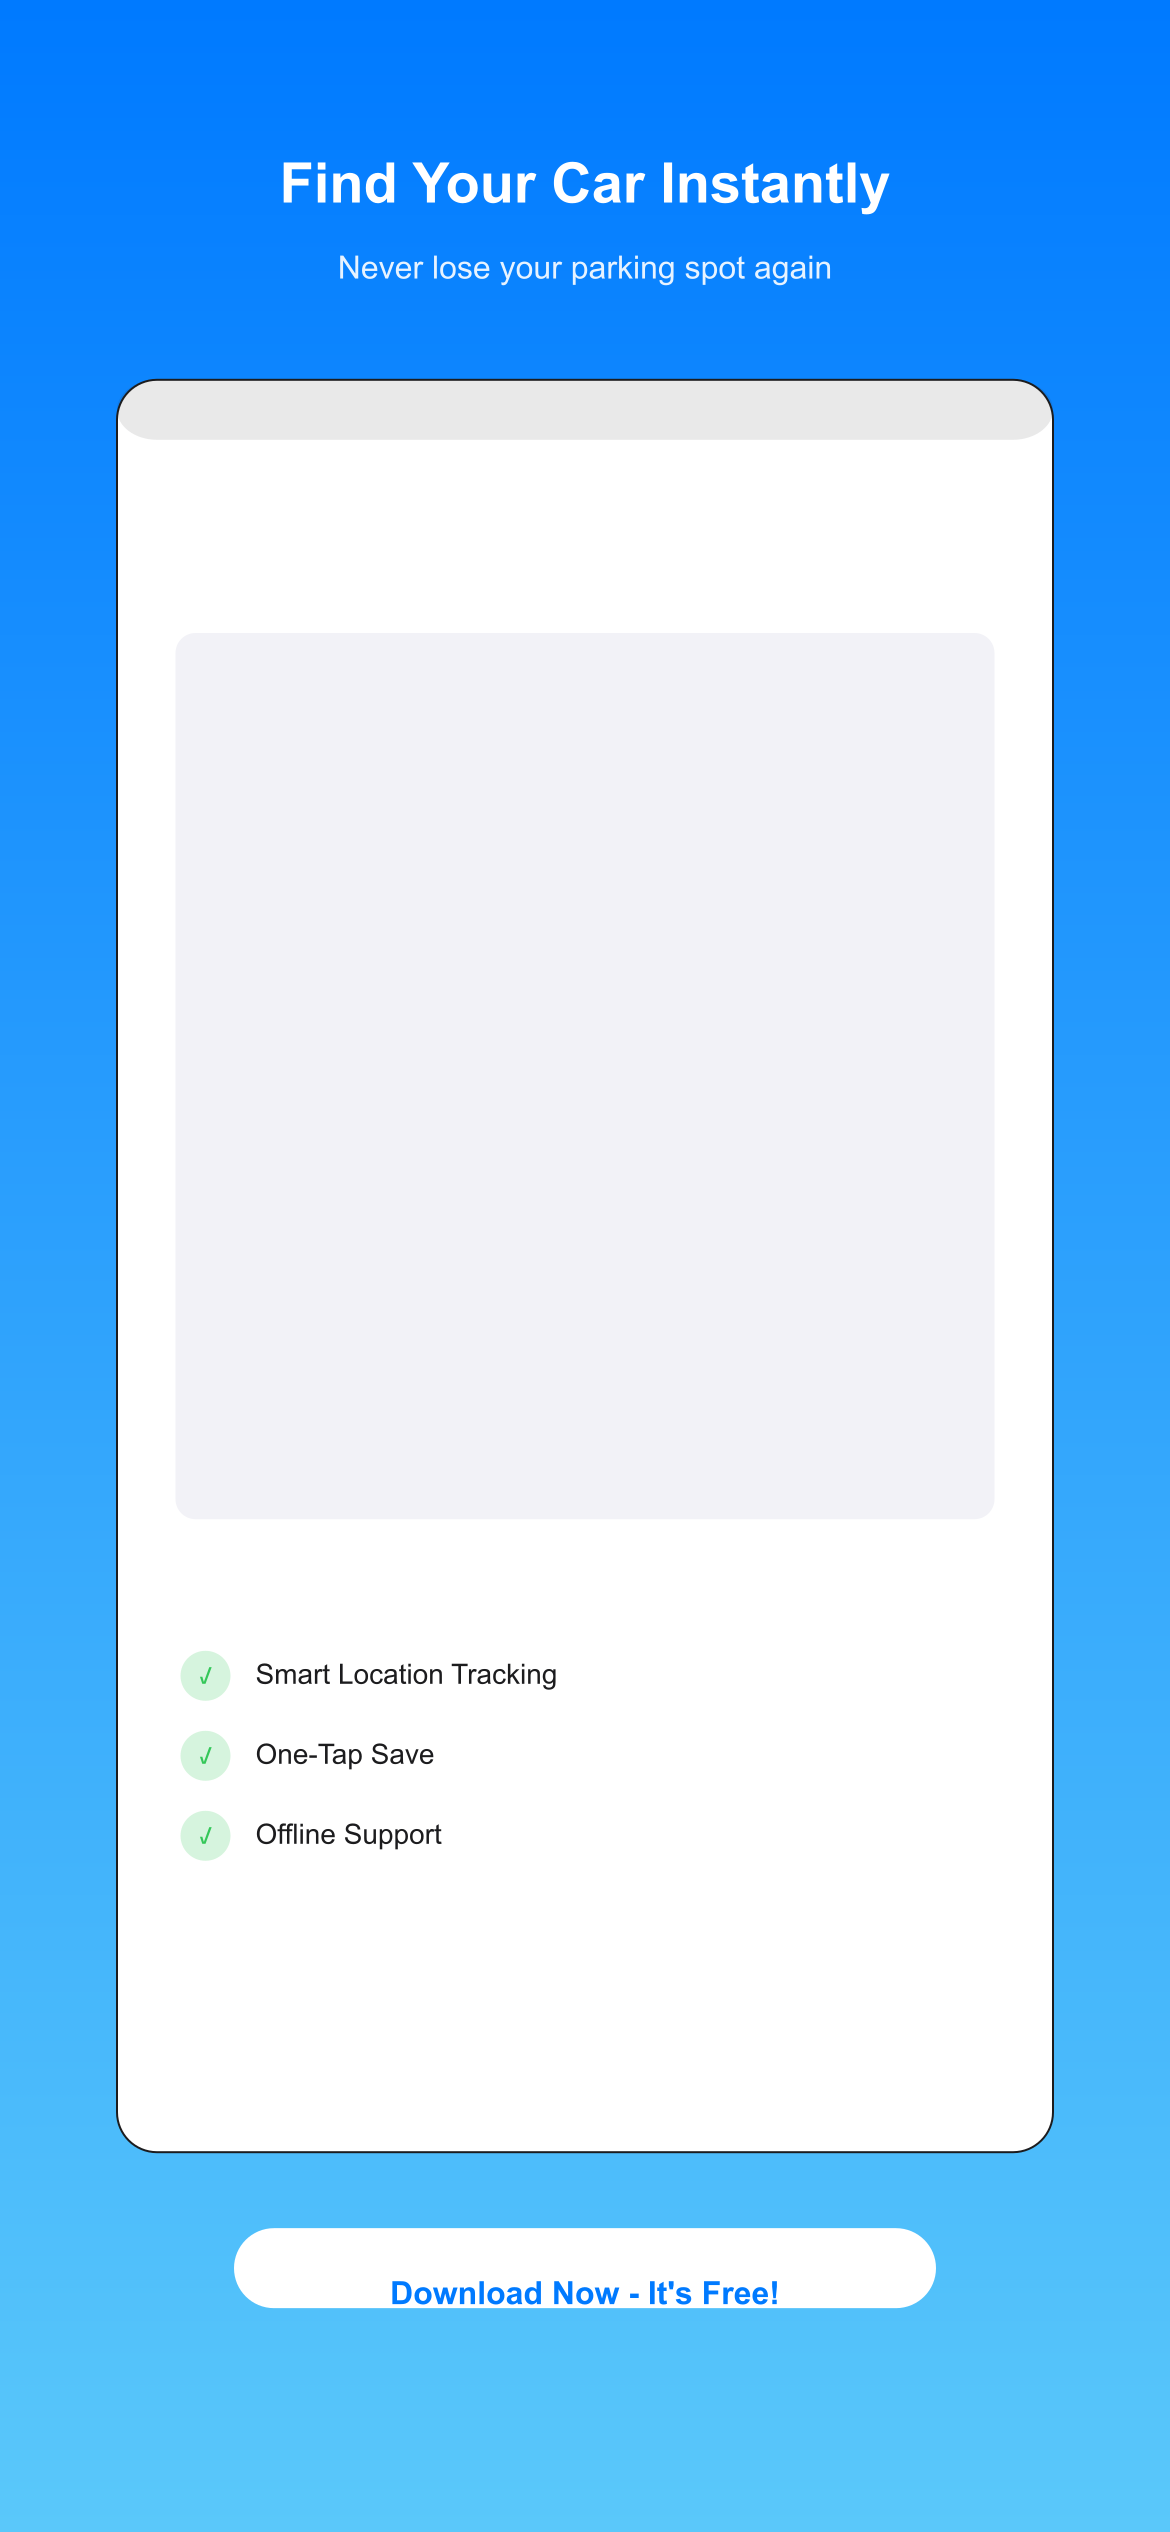 Find Your Car Instantly
Never lose your parking spot again
✓ Smart Location Tracking
✓ One-Tap Save
✓ Offline Support
Download Now - It's Free!